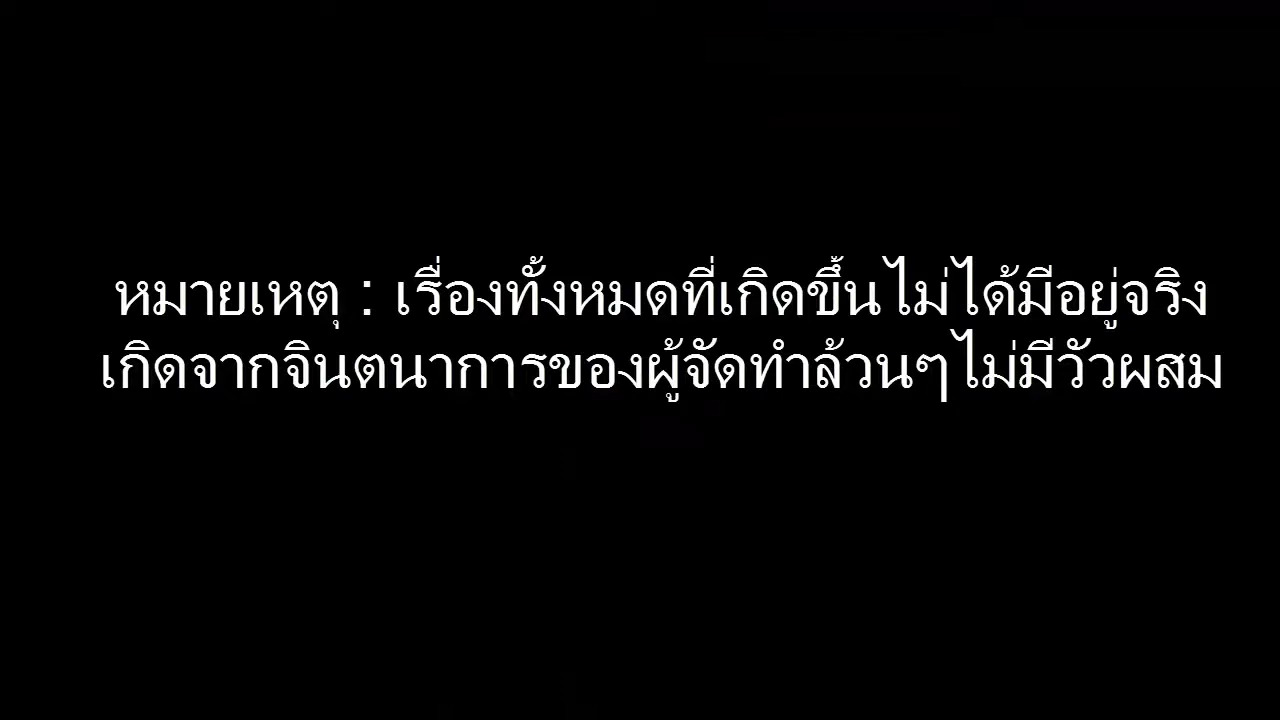 หมายเหตุ : เรื่องทั้งหมดที่เกิดขึ้นไม่ได้มีอยู่จริง
เกิดจากจินตนาการของผู้จัดทำล้วนๆไม่มีวัวผสม